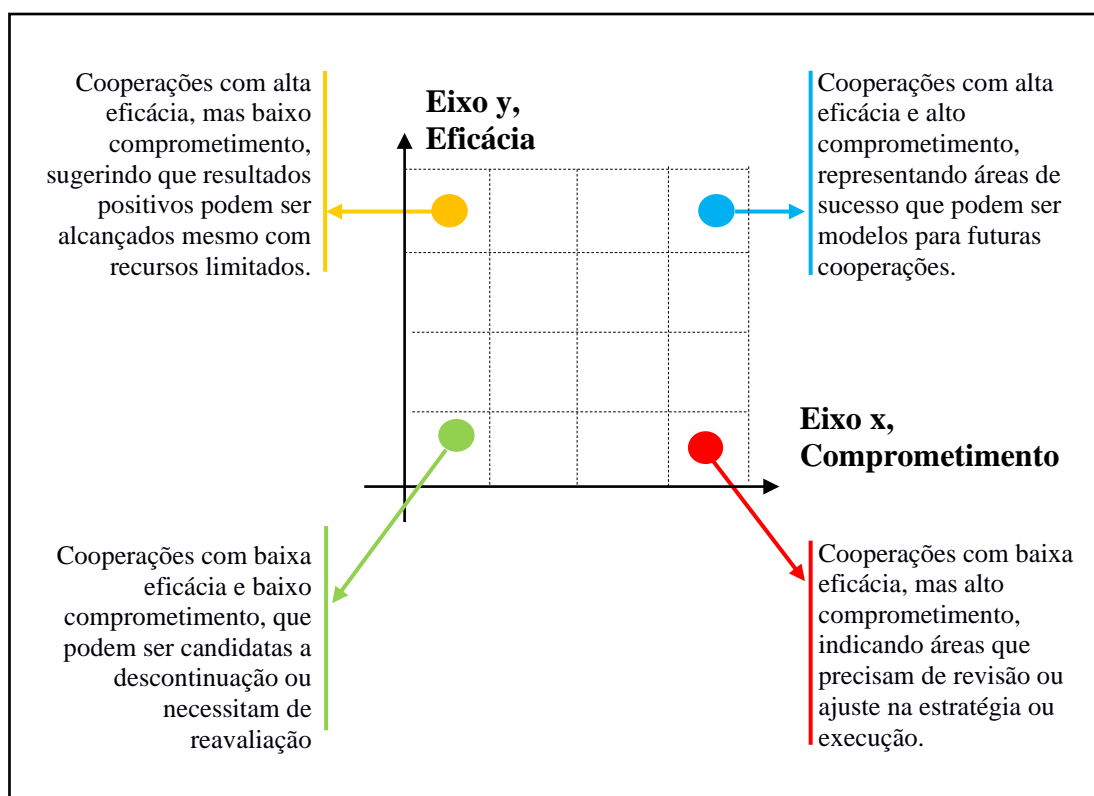 Cooperações com alta
eficácia, mas baixo
comprometimento,
sugerindo que resultados
positivos podem ser
alcançados mesmo com
recursos limitados.
Eixo y,
Eficácia
Cooperações com alta
eficácia e alto
comprometimento,
representando áreas de
sucesso que podem ser
modelos para futuras
cooperações.
Eixo x,
Comprometimento
Cooperações com baixa
eficácia e baixo
comprometimento, que
podem ser candidatas a
descontinuação ou
necessitam de
reavaliação
Cooperações com baixa
eficácia, mas alto
comprometimento,
indicando áreas que
precisam de revisão ou
ajuste na estratégia ou
execução.